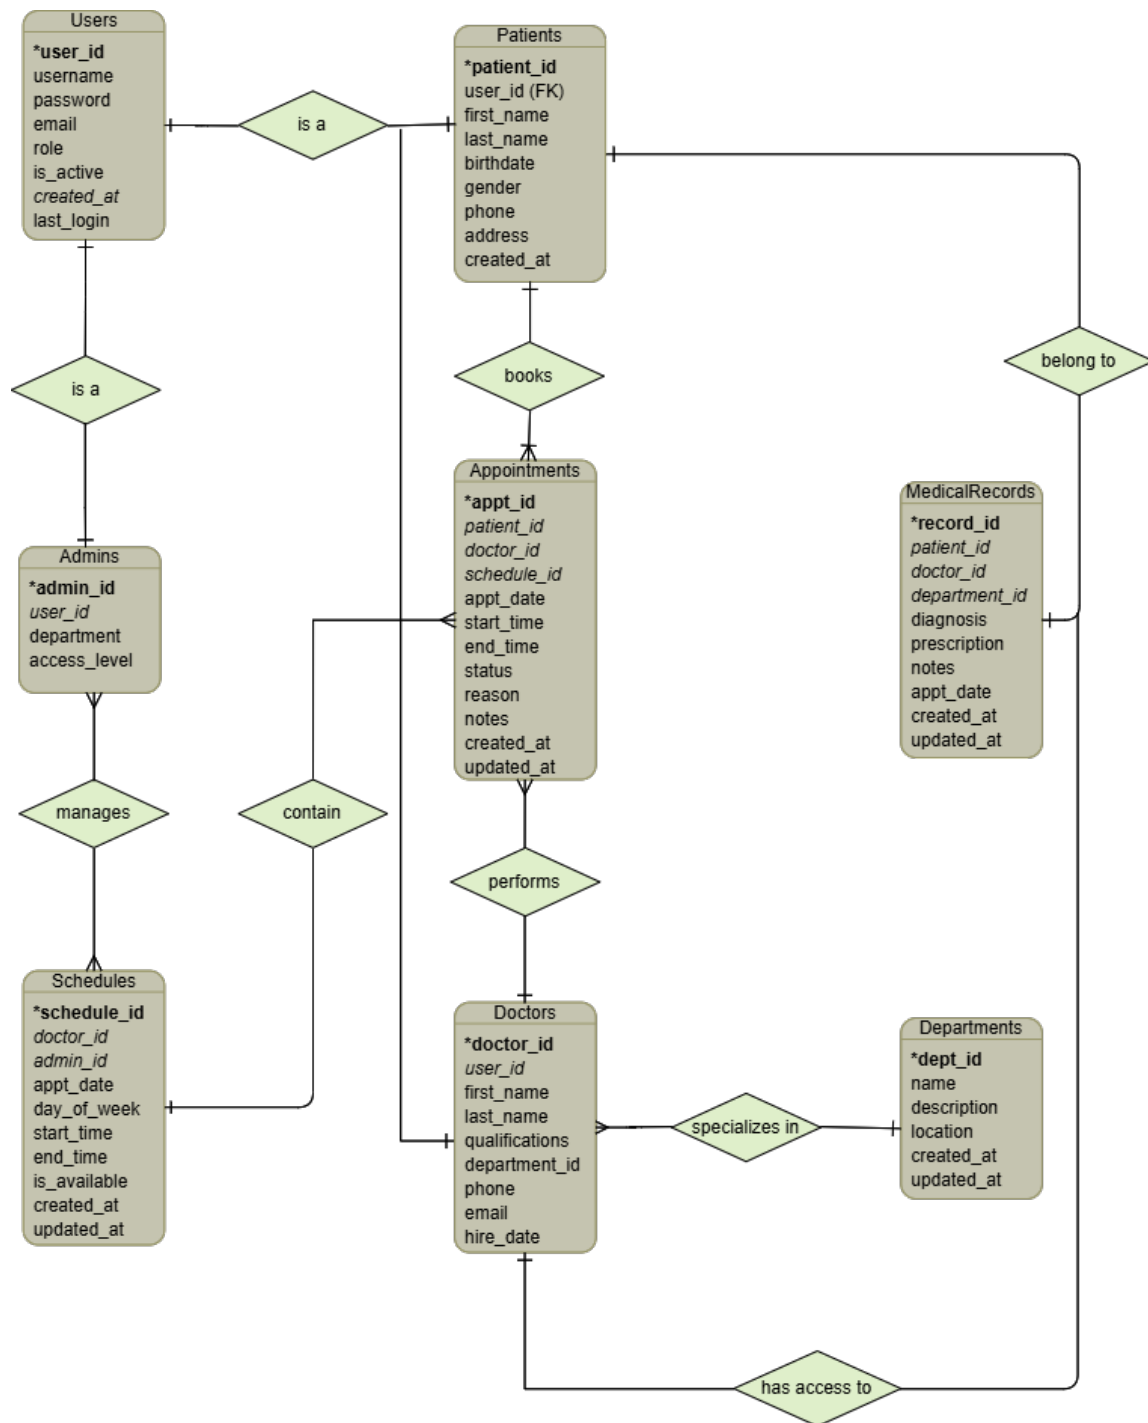 Users
*user_id
username
password
email
role
is_active
created_at
last_login
is a
Patients
*patient_id
user_id (FK)
first_name
last_name
birthdate
gender
phone
address
created_at
is a
books
belong to
Admins
*admin_id
user_id
department
access_level
Appointments
*appt_id
patient_id
doctor_id
schedule_id
appt_date
start_time
end_time
status
reason
notes
created_at
updated_at
MedicalRecords
*record_id
patient_id
doctor_id
department_id
diagnosis
prescription
notes
appt_date
created_at
updated_at
manages
contain
performs
Schedules
*schedule_id
doctor_id
admin_id
appt_date
day_of_week
start_time
end_time
is_available
created_at
updated_at
Doctors
*doctor_id
user_id
first_name
last_name
qualifications
department_id
phone
email
hire_date
specializes in
Departments
*dept_id
name
description
location
created_at
updated_at
has access to